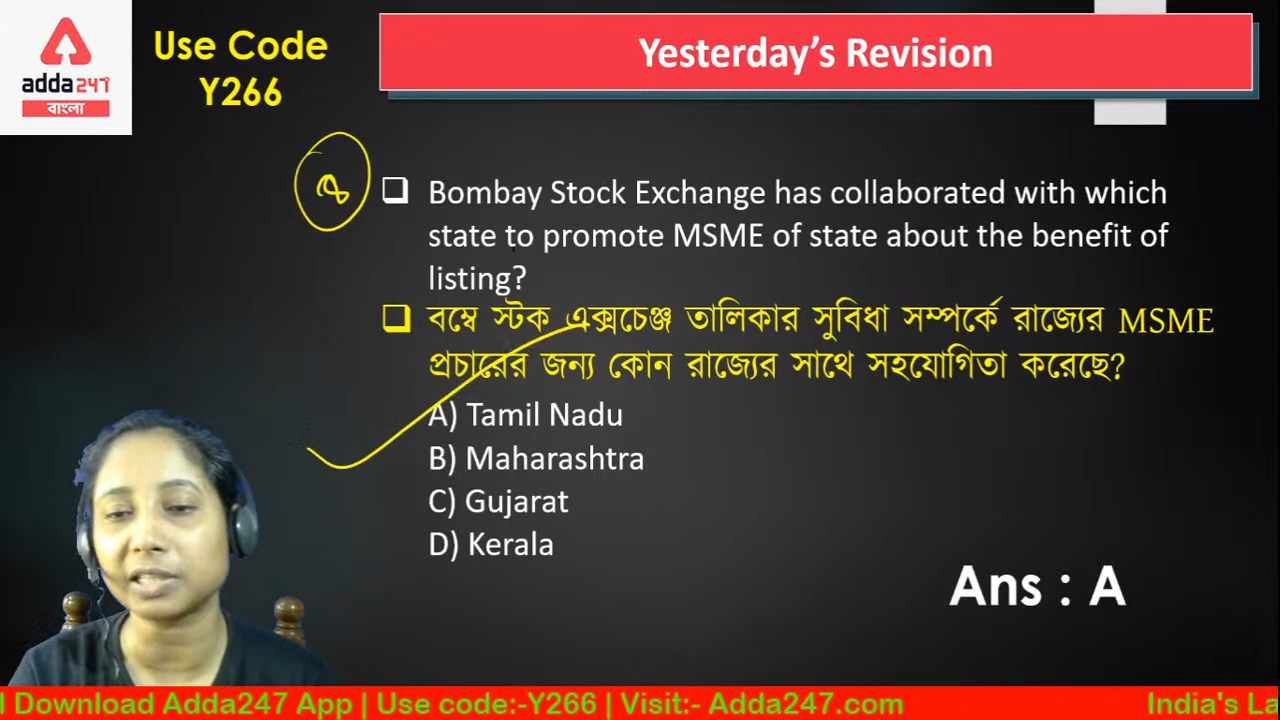 adda247
বাংলা
Use Code
Y266
Yesterday's Revision
Q
❑ Bombay Stock Exchange has collaborated with which
state to promote MSME of state about the benefit of
listing?
❑ বম্বে স্টক এক্সচেঞ্জ তালিকার সুবিধা সম্পর্কে রাজ্যের MSME
প্রচারের জন্য কোন রাজ্যের সাথে সহযোগিতা করেছে?
A) Tamil Nadu
B) Maharashtra
C) Gujarat
D) Kerala
Ans : A
Download Adda247 App | Use code:-Y266 | Visit:- Adda247.com India's La